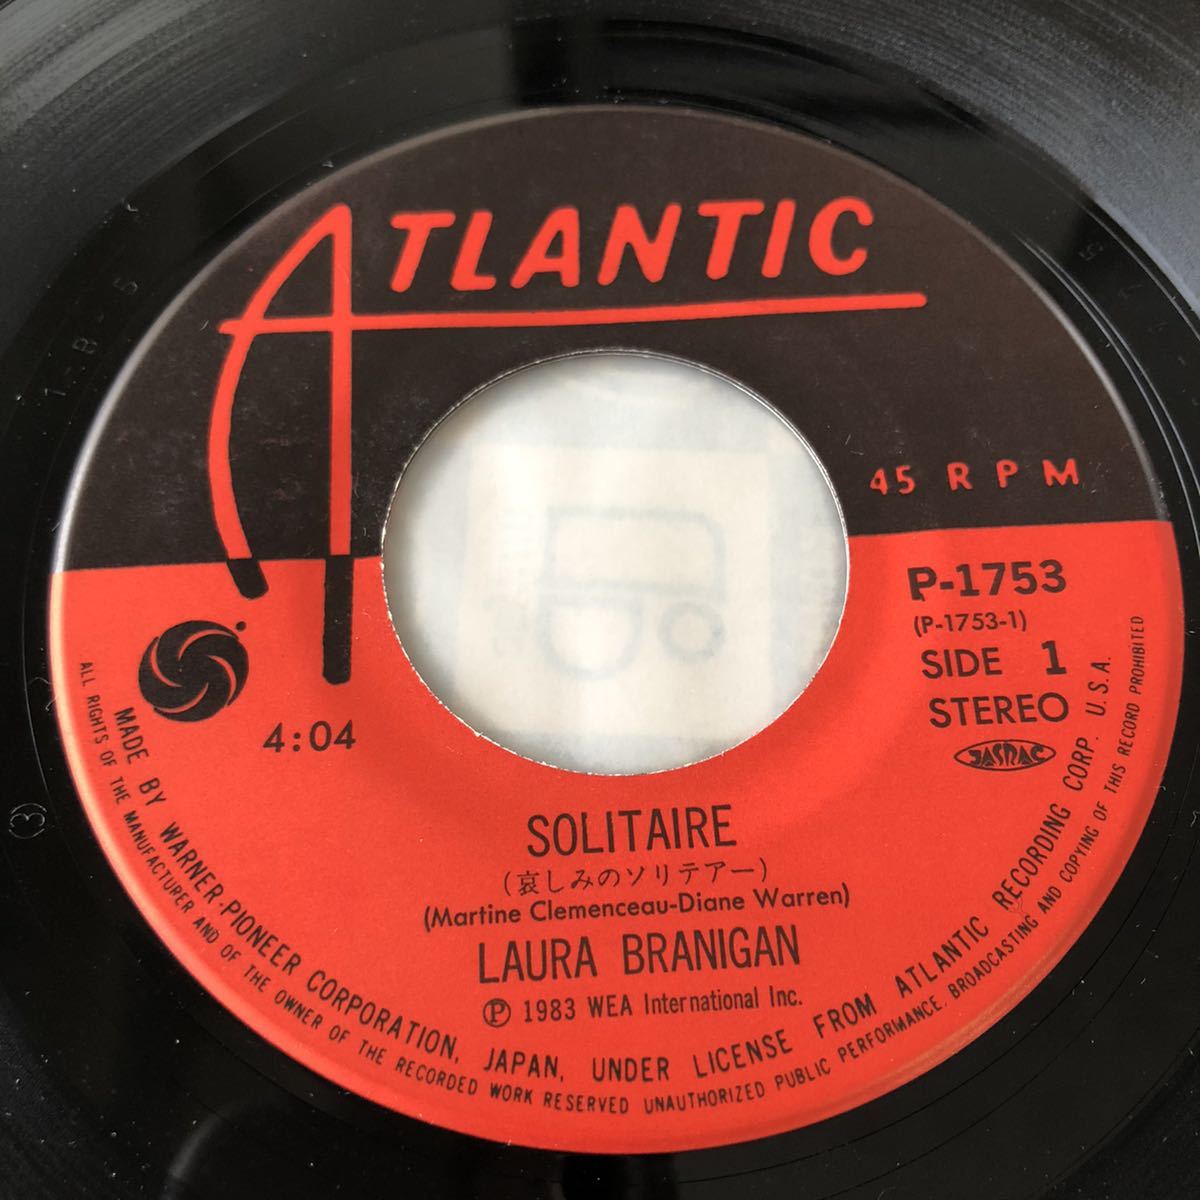 ATLANTIC
45 RPM
P-1753
(P-1753-1)
SIDE 1
STEREO
JASRAC
4:04
SOLITAIRE
(哀しみのソリテアー)
(Martine Clemenceau-Diane Warren)
LAURA BRANIGAN
Ⓟ 1983 WEA International Inc.
MADE BY WARNER-PIONEER CORPORATION, JAPAN, UNDER LICENSE FROM ATLANTIC RECORDING CORP. U.S.A.
ALL RIGHTS OF THE MANUFACTURER AND OF THE OWNER OF THE RECORDED WORK RESERVED UNAUTHORIZED PUBLIC PERFORMANCE, BROADCASTING AND COPYING OF THIS RECORD PROHIBITED
1-B-5
(3)